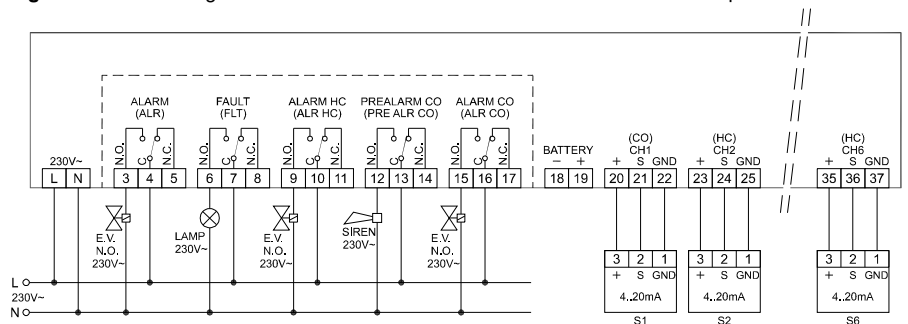 230V~
L N
ALARM
(ALR)
N.O. C N.C.
3 4 5
FAULT
(FLT)
N.O. C N.C.
6 7 8
ALARM HC
(ALR HC)
N.O. C N.C.
9 10 11
PREALARM CO
(PRE ALR CO)
N.O. C N.C.
12 13 14
ALARM CO
(ALR CO)
N.O. C N.C.
15 16 17
BATTERY
− +
18 19
(CO)
CH1
+ S GND
20 21 22
(HC)
CH2
+ S GND
23 24 25
(HC)
CH6
+ S GND
35 36 37
E.V.
N.O.
230V~
LAMP
230V~
E.V.
N.O.
230V~
SIREN
230V~
E.V.
N.O.
230V~
L
230V~
N
3 2 1
+ S GND
4..20mA
S1
3 2 1
+ S GND
4..20mA
S2
3 2 1
+ S GND
4..20mA
S6